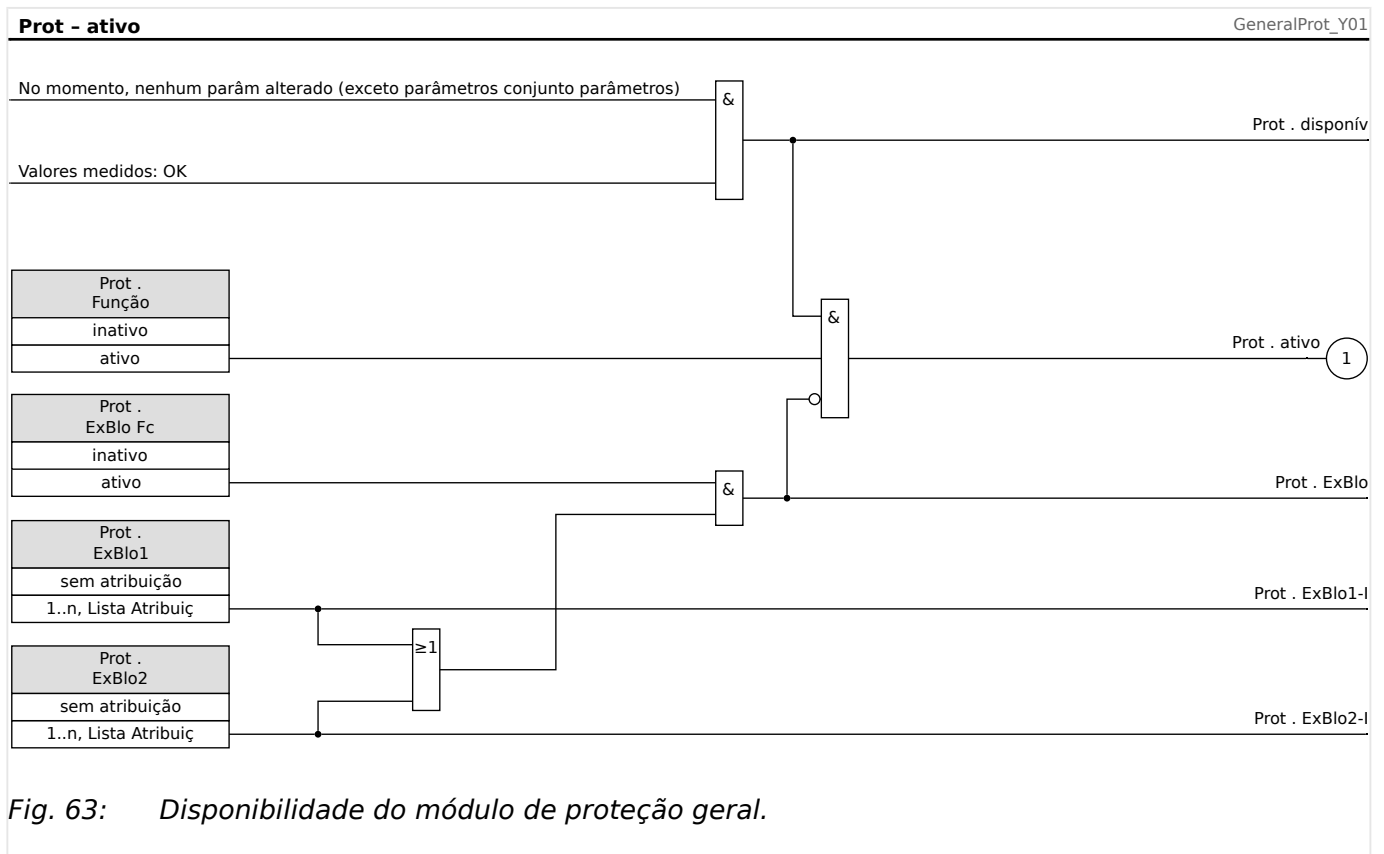 Prot – ativo
GeneralProt_Y01
No momento, nenhum parâm alterado (exceto parâmetros conjunto parâmetros)
&
Prot . disponív
Valores medidos: OK
Prot .
Função
inativo
ativo
&
Prot . ativo
1
Prot .
ExBlo Fc
inativo
ativo
&
Prot . ExBlo
Prot .
ExBlo1
sem atribuição
1..n, Lista Atribuiç
Prot . ExBlo1-I
≥1
Prot .
ExBlo2
sem atribuição
1..n, Lista Atribuiç
Prot . ExBlo2-I
Fig. 63: Disponibilidade do módulo de proteção geral.